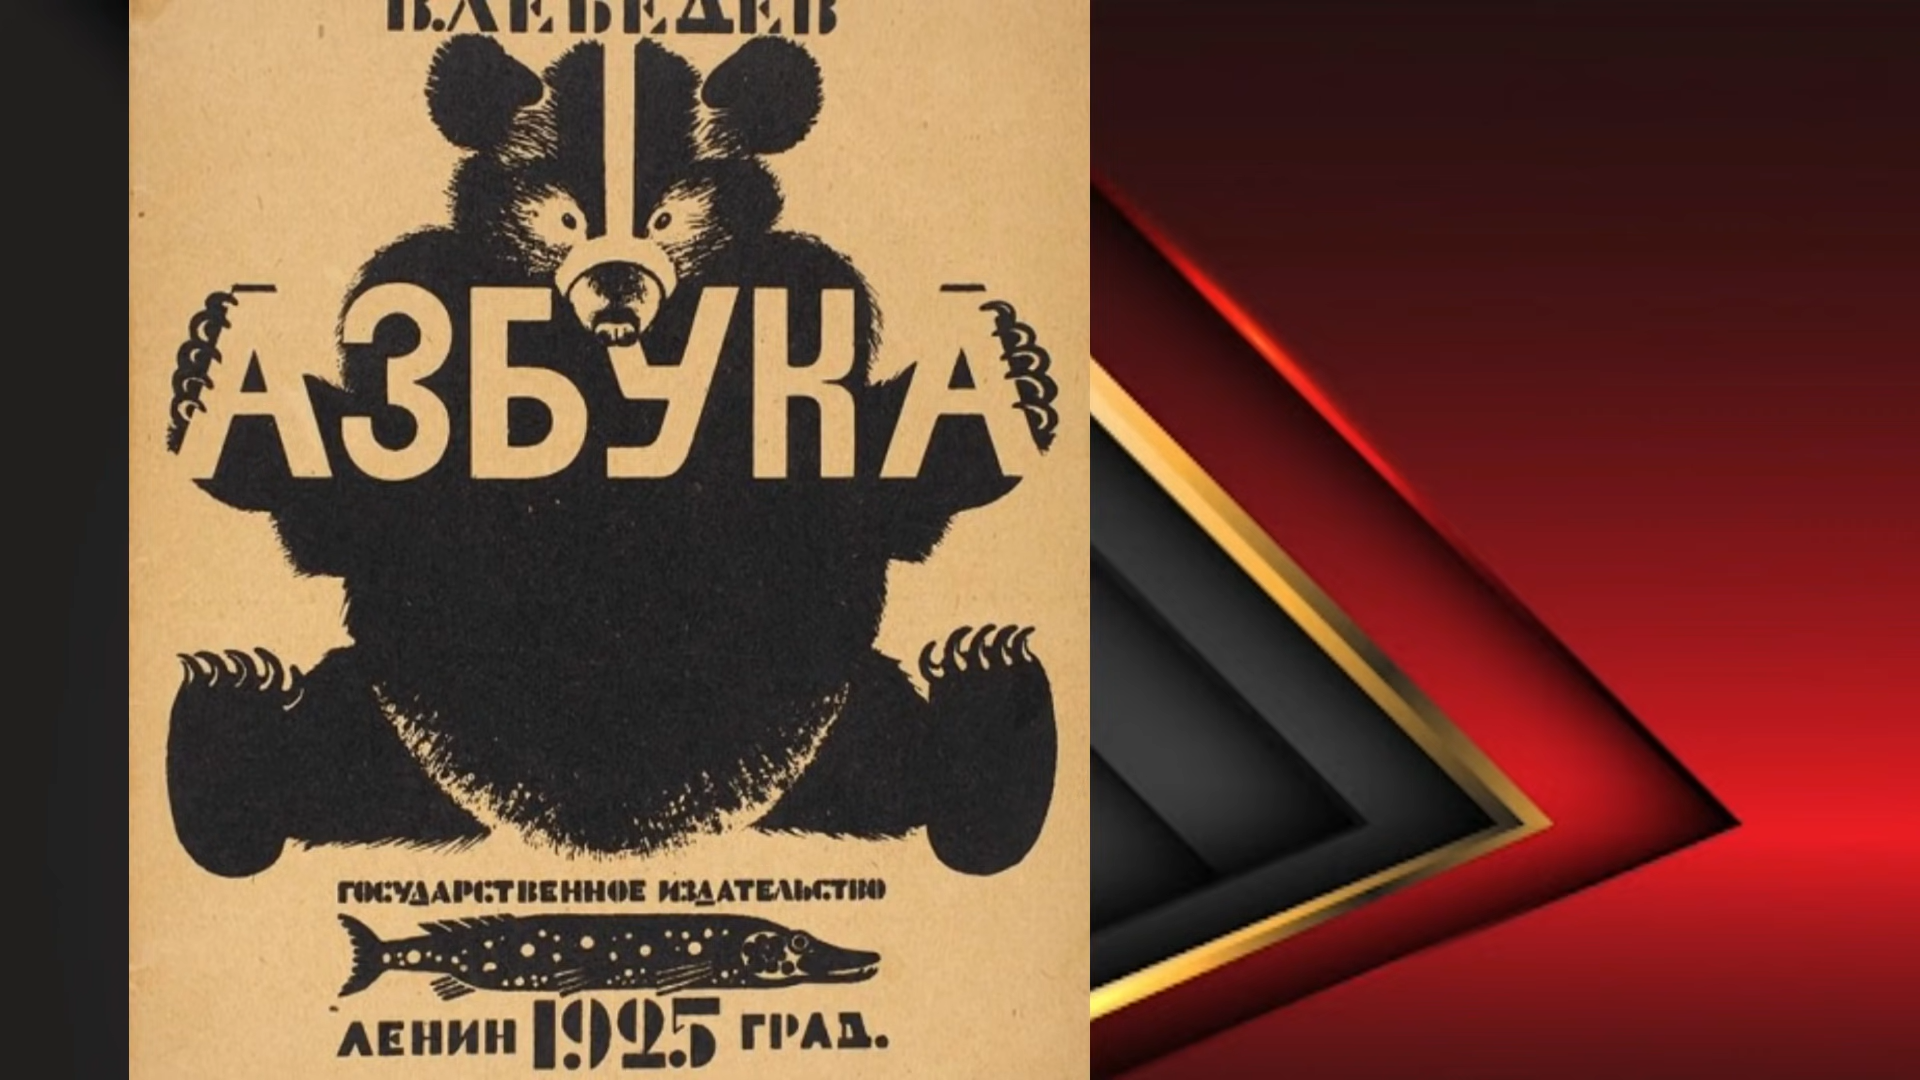 В.ЛЕБЕДЕВ
АЗБУКА
ГОСУДАРСТВЕННОЕ ИЗДАТЕЛЬСТВО
ЛЕНИН 1925 ГРАД.